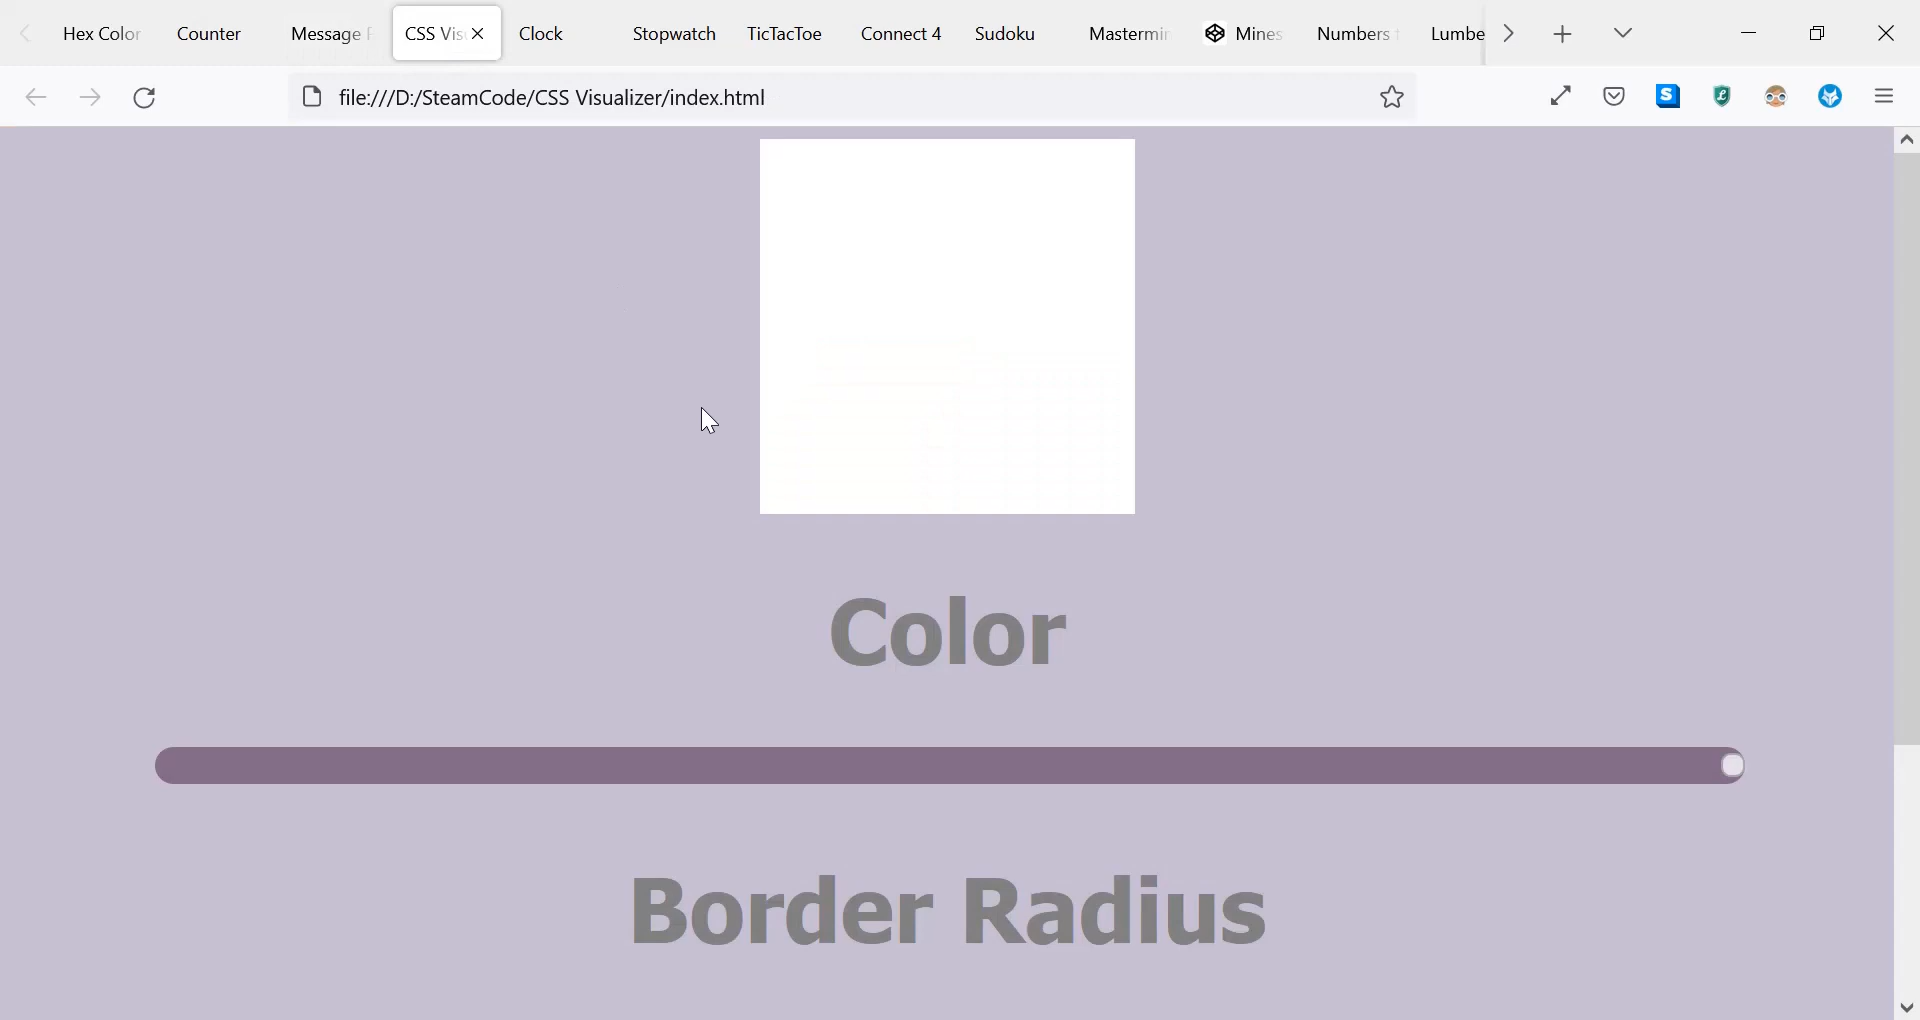 Hex Color Counter Message CSS Vis Clock Stopwatch TicTacToe Connect 4 Sudoku Mastermin Mines Numbers Lumbe
file:///D:/SteamCode/CSS Visualizer/index.html
Color
Border Radius